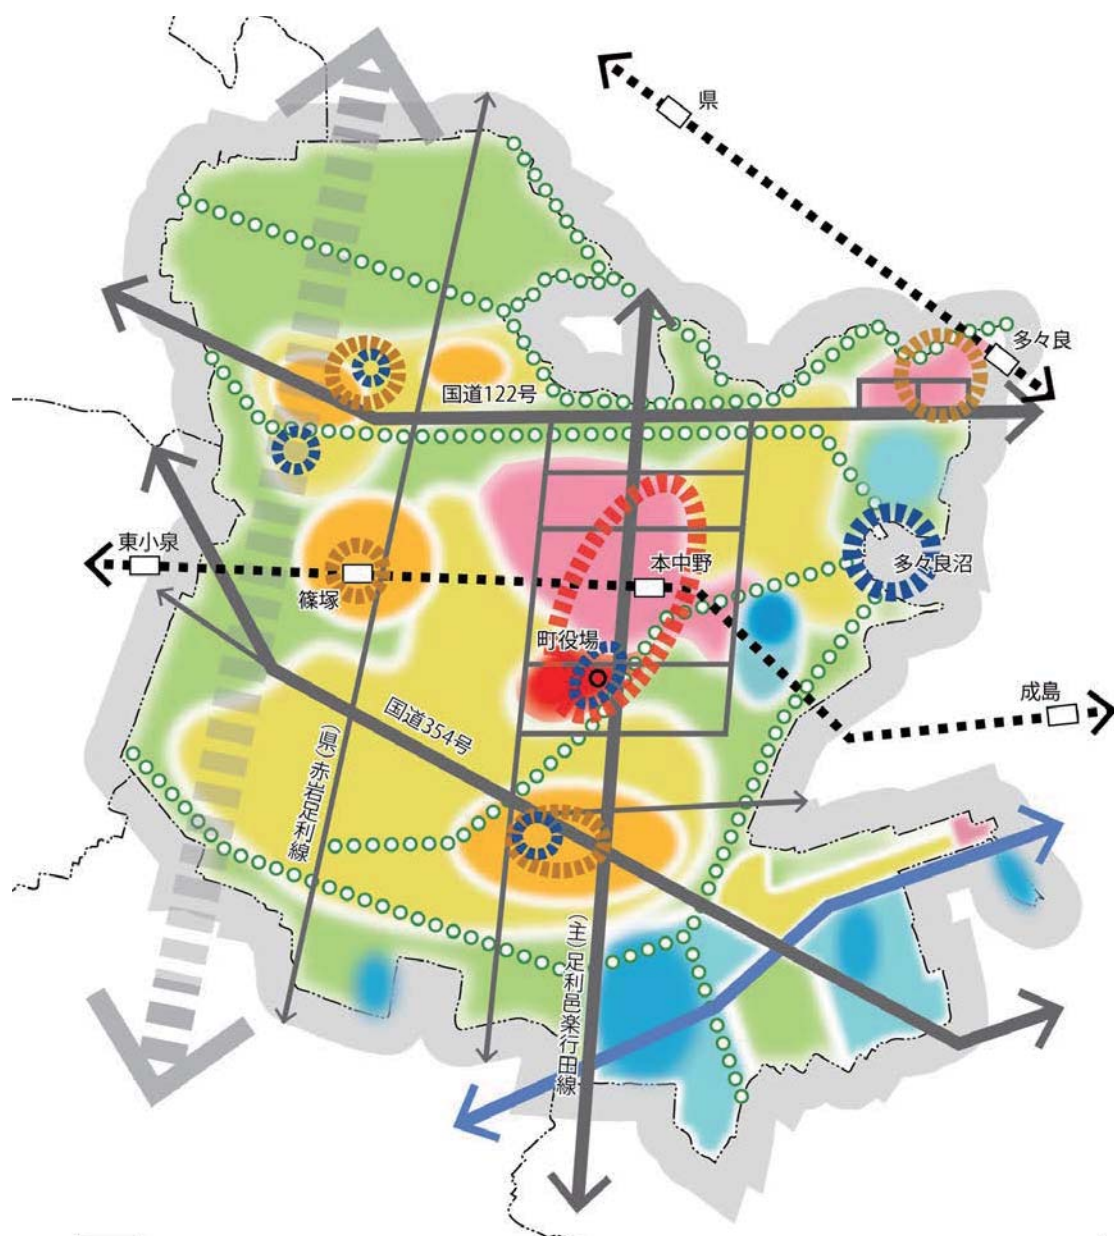 県
多々良
国道122号
東小泉
篠塚
本中野
多々良沼
町役場
成島
国道354号
(県)赤岩足利線
(主)足利邑楽行田線